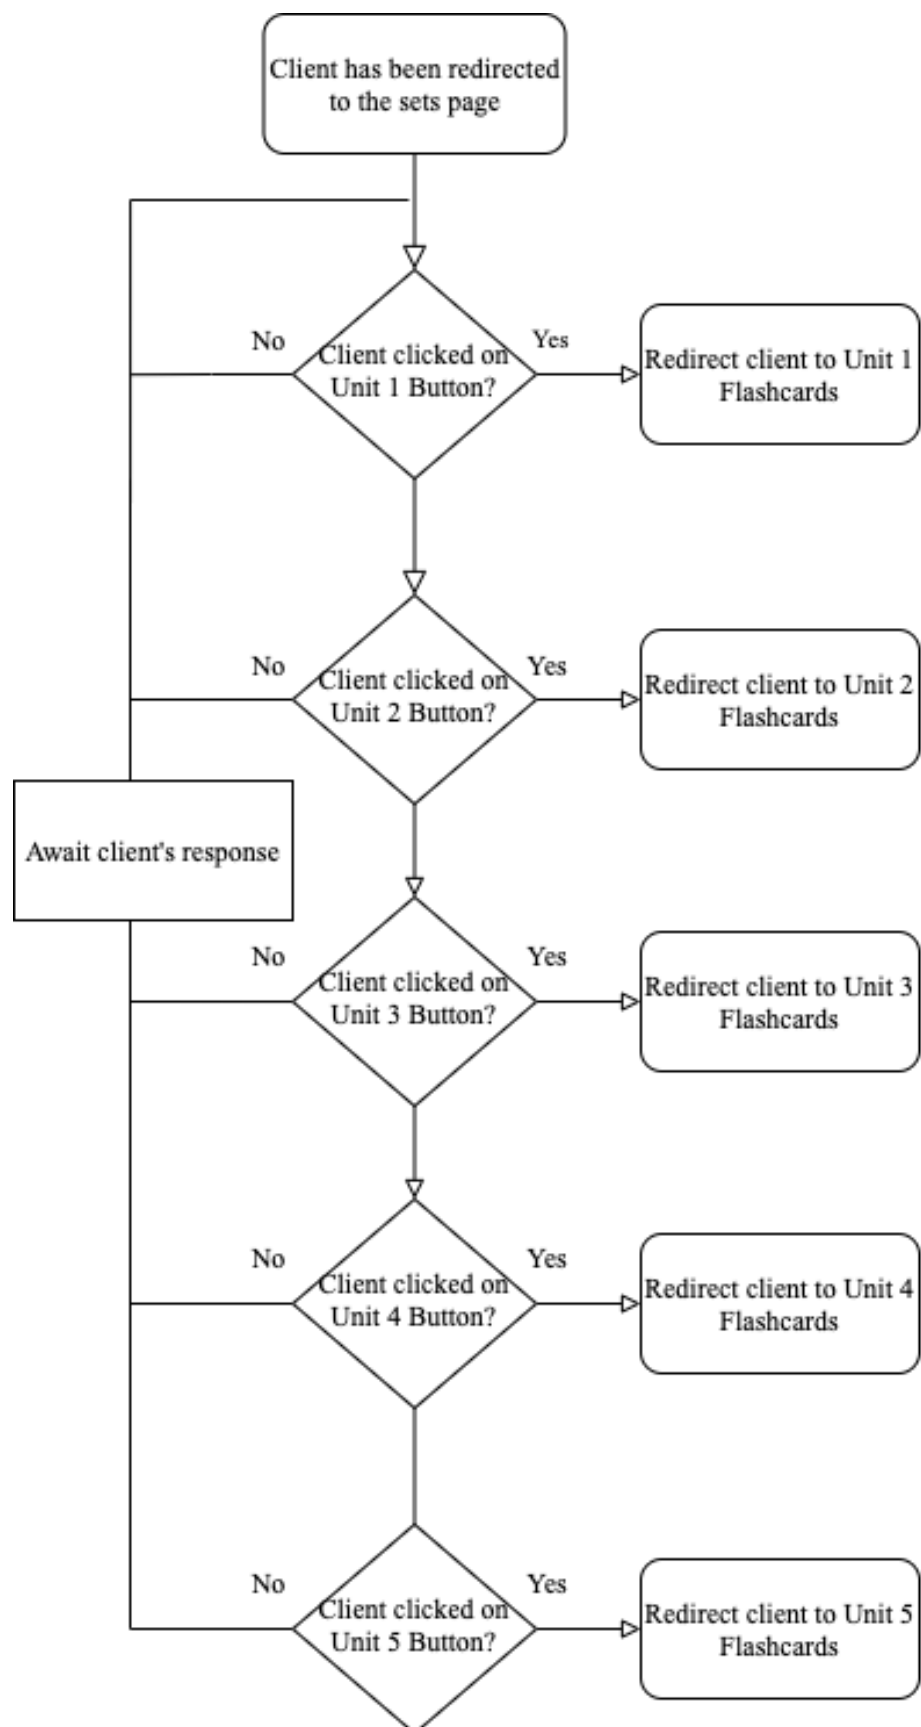 Client has been redirected
to the sets page
No
Yes
Client clicked on
Unit 1 Button?
Redirect client to Unit 1
Flashcards
No
Yes
Client clicked on
Unit 2 Button?
Redirect client to Unit 2
Flashcards
Await client's response
No
Yes
Client clicked on
Unit 3 Button?
Redirect client to Unit 3
Flashcards
No
Yes
Client clicked on
Unit 4 Button?
Redirect client to Unit 4
Flashcards
No
Yes
Client clicked on
Unit 5 Button?
Redirect client to Unit 5
Flashcards